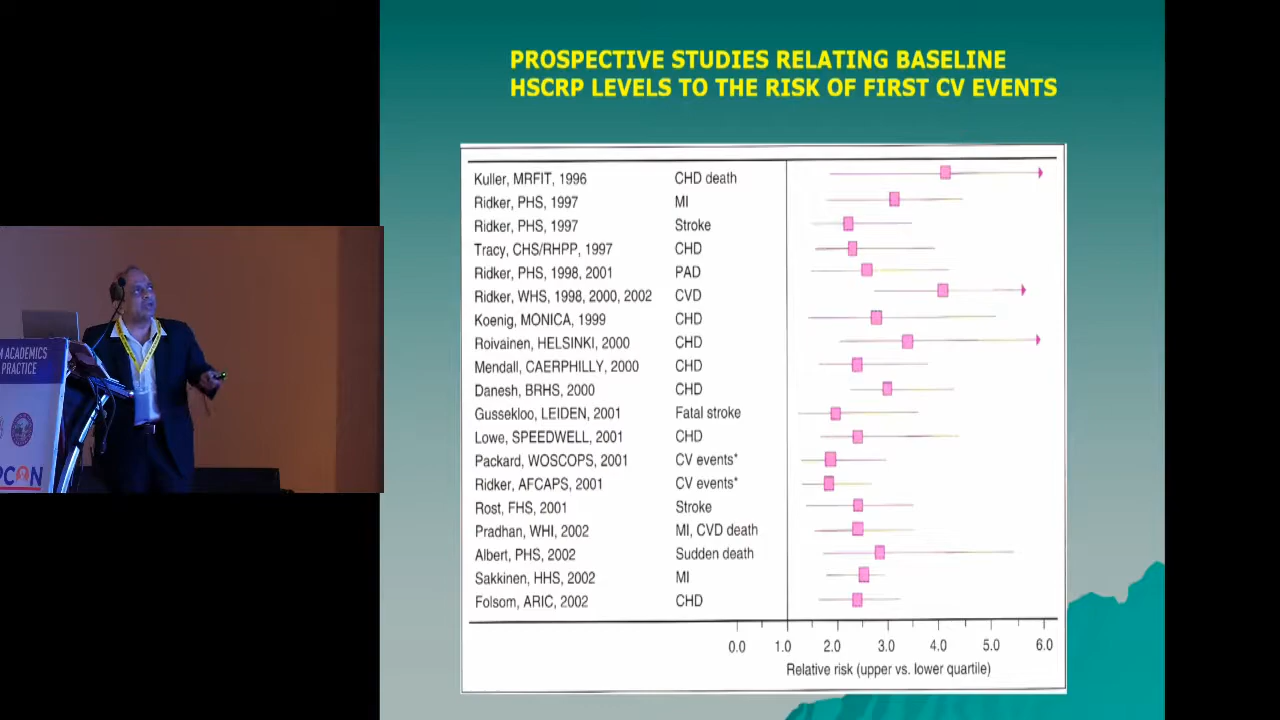 PROSPECTIVE STUDIES RELATING BASELINE
HSCRP LEVELS TO THE RISK OF FIRST CV EVENTS
Kuller, MRFIT, 1996 CHD death
Ridker, PHS, 1997 MI
Ridker, PHS, 1997 Stroke
Tracy, CHS/RHPP, 1997 CHD
Ridker, PHS, 1998, 2001 PAD
Ridker, WHS, 1998, 2000, 2002 CVD
Koenig, MONICA, 1999 CHD
Roivainen, HELSINKI, 2000 CHD
Mendall, CAERPHILLY, 2000 CHD
Danesh, BRHS, 2000 CHD
Gussekloo, LEIDEN, 2001 Fatal stroke
Lowe, SPEEDWELL, 2001 CHD
Packard, WOSCOPS, 2001 CV events*
Ridker, AFCAPS, 2001 CV events*
Rost, FHS, 2001 Stroke
Pradhan, WHI, 2002 MI, CVD death
Albert, PHS, 2002 Sudden death
Sakkinen, HHS, 2002 MI
Folsom, ARIC, 2002 CHD
0.0 1.0 2.0 3.0 4.0 5.0 6.0
Relative risk (upper vs. lower quartile)
ACADEMICS
PRACTICE
PCON